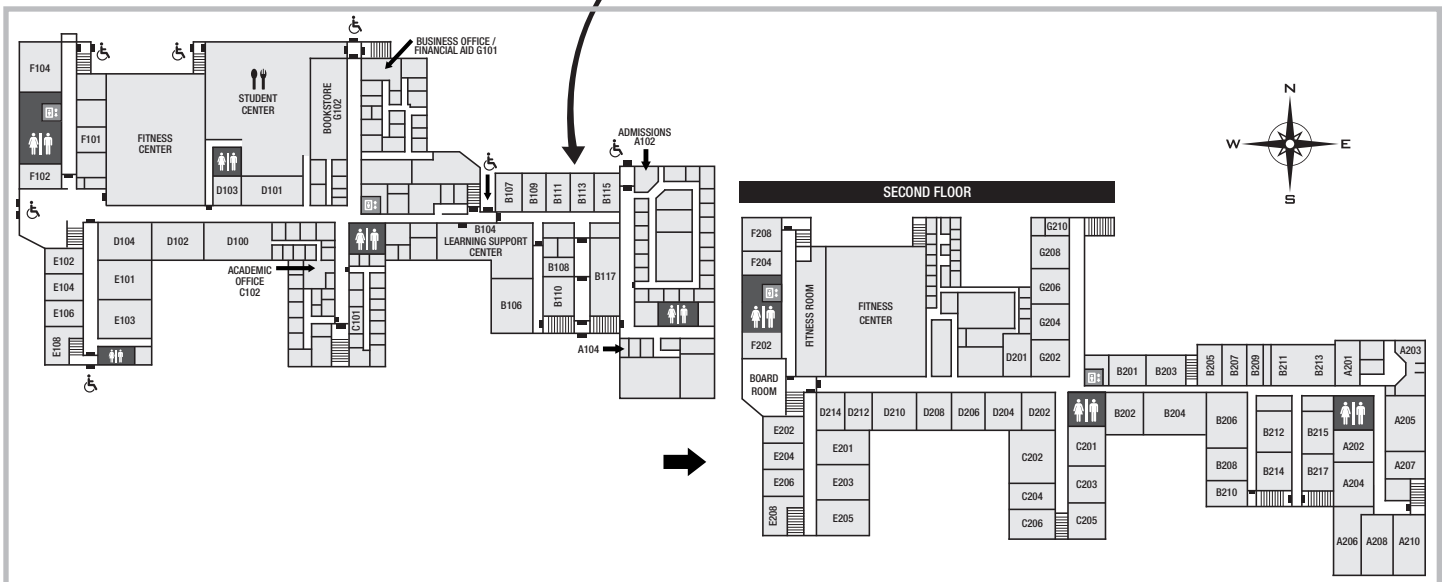 BUSINESS OFFICE /
FINANCIAL AID G101
F104
STUDENT
CENTER
BOOKSTORE
G102
F101
FITNESS
CENTER
F102
D103
D101
ADMISSIONS
A102
B107
B109
B111
B113
B115
D104
D102
D100
B104
LEARNING SUPPORT
CENTER
E102
E101
E104
E106
E103
E108
ACADEMIC
OFFICE
C102
C101
B108
B106
B110
B117
A104
N
W
E
S
SECOND FLOOR
F208
F204
F202
BOARD
ROOM
FITNESS ROOM
FITNESS
CENTER
G210
G208
G206
G204
G202
D201
B201
B203
B205
B207
B209
B211
B213
A201
A203
D214
D212
D210
D208
D206
D204
D202
B202
B204
B206
B212
B215
A202
A205
E202
E201
E204
E203
E206
E205
E208
C202
C201
C204
C203
C206
C205
B208
B214
B217
B210
A204
A207
A206
A208
A210